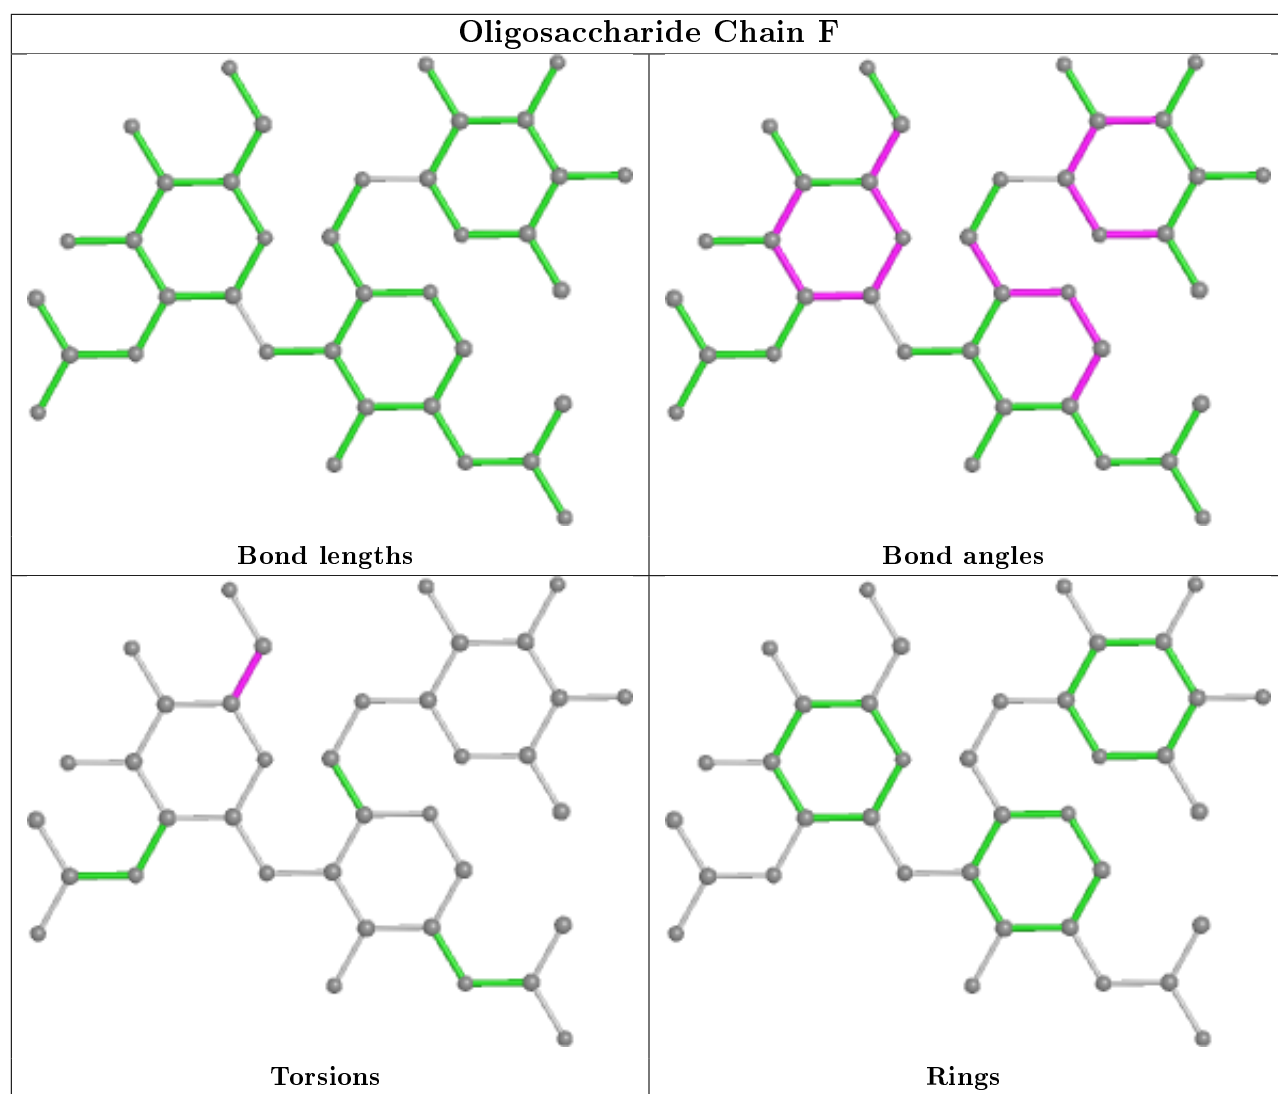 Oligosaccharide Chain F
Bond lengths
Bond angles
Torsions
Rings